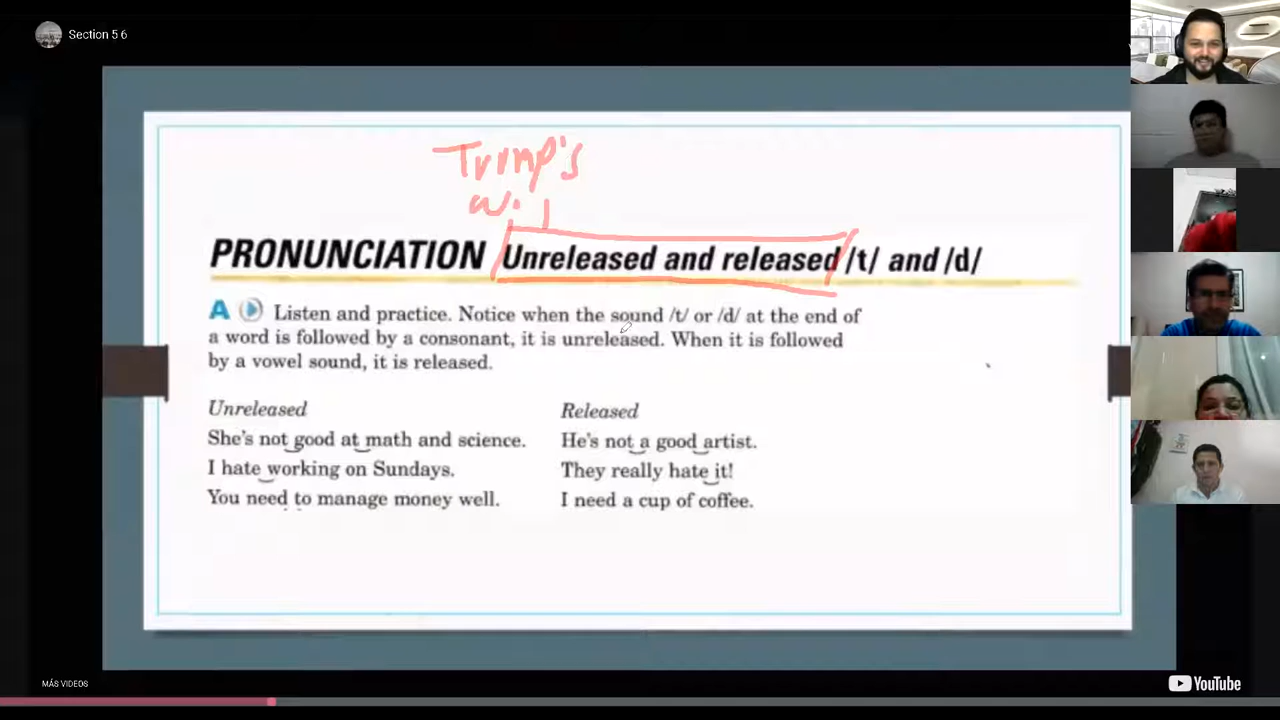 Section 5 6
Trump's
PRONUNCIATION Unreleased and released /t/ and /d/
A Listen and practice. Notice when the sound /t/ or /d/ at the end of
a word is followed by a consonant, it is unreleased. When it is followed
by a vowel sound, it is released.
Unreleased
She's not good at math and science.
I hate working on Sundays.
You need to manage money well.
Released
He's not a good artist.
They really hate it!
I need a cup of coffee.
MÁS VIDEOS
YouTube